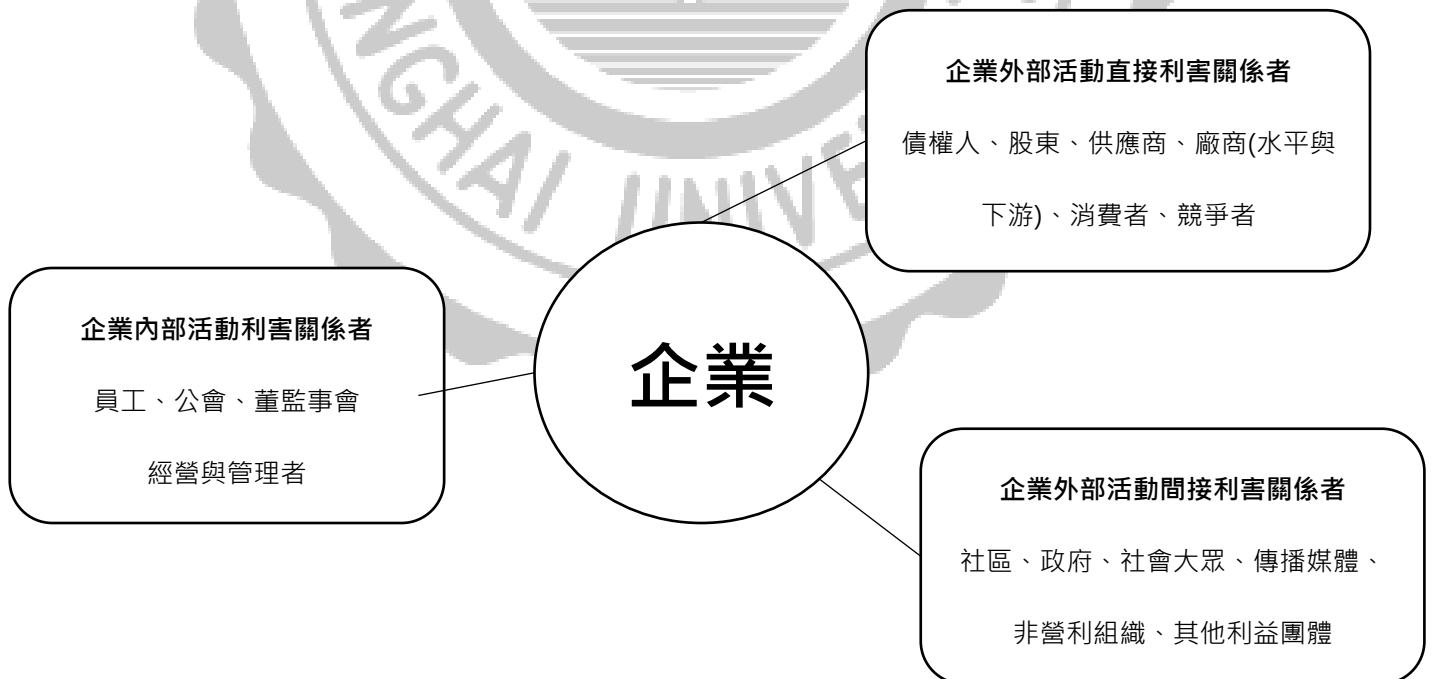 企業外部活動直接利害關係者
債權人、股東、供應商、廠商(水平與
下游)、消費者、競爭者
企業內部活動利害關係者
員工、公會、董監事會
經營與管理者
企業
企業外部活動間接利害關係者
社區、政府、社會大眾、傳播媒體、
非營利組織、其他利益團體